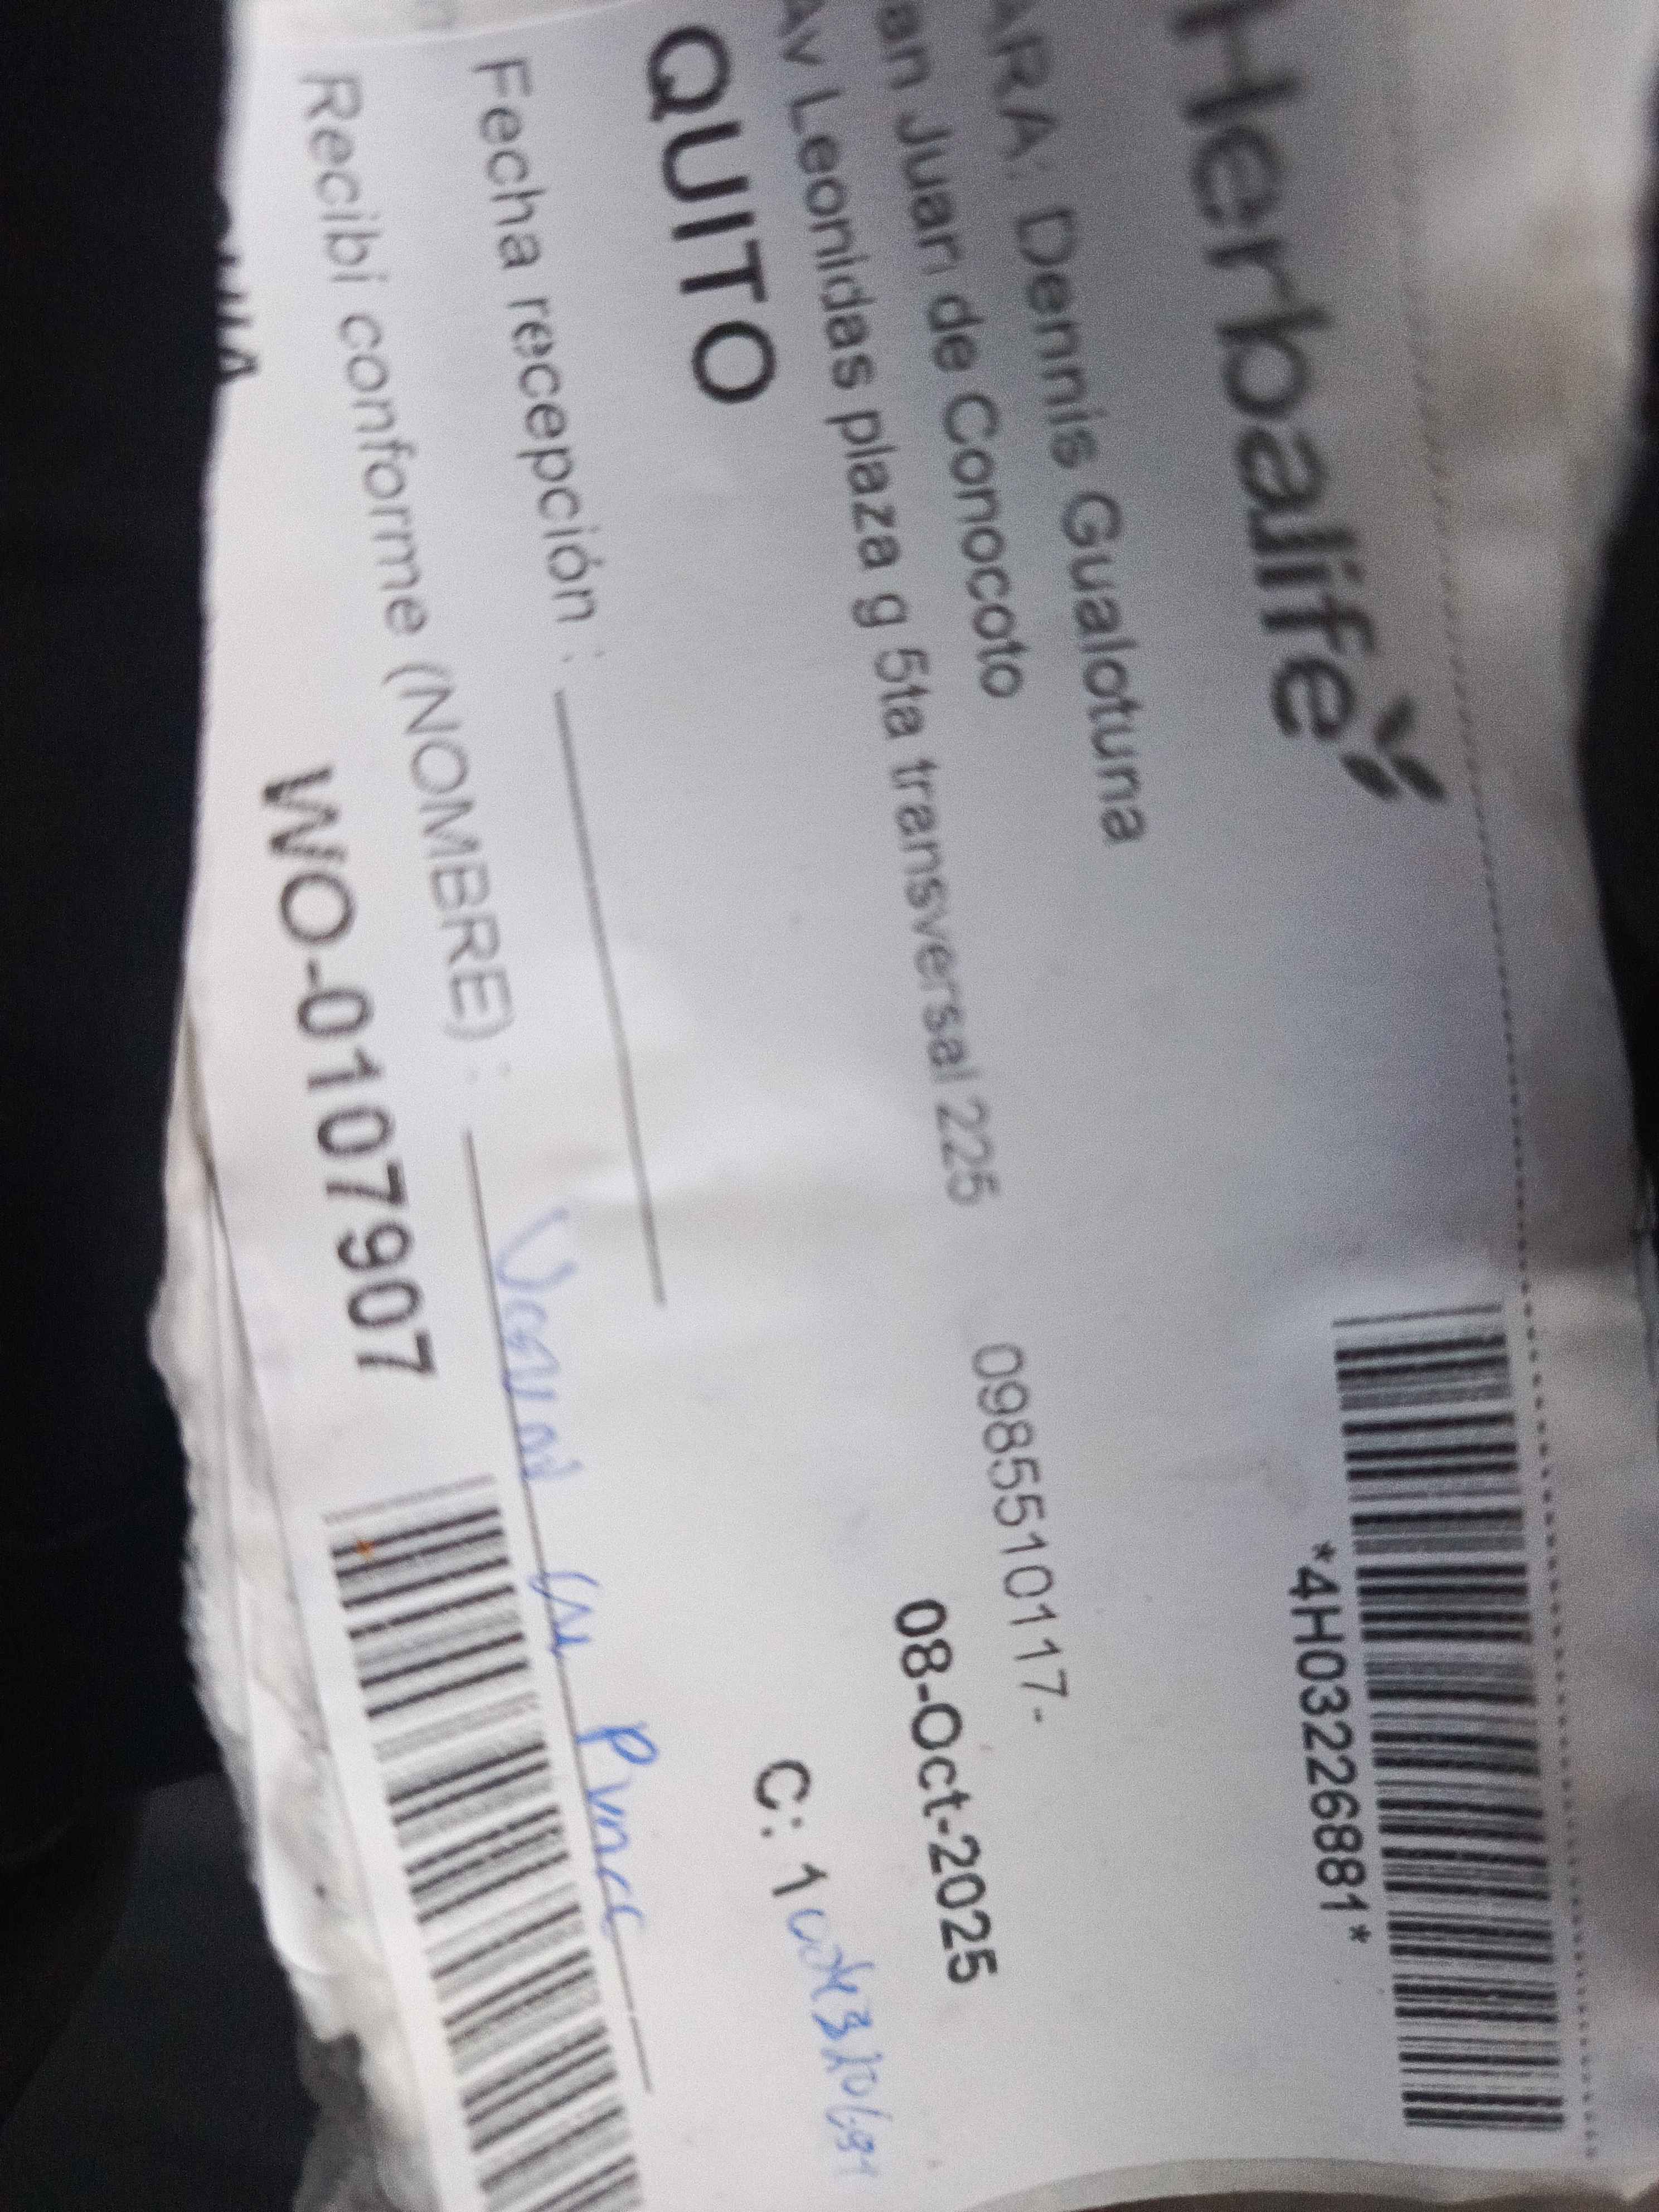 Herbalife
*4H03226881*
ARA: Dennis Gualotuna
an Juan de Conocoto
0985510117-
Av Leonidas plaza g 5ta transversal 225
08-Oct-2025
QUITO
C: 1
Fecha recepción :
Recibi conforme (NOMBRE) :
WO-0107907